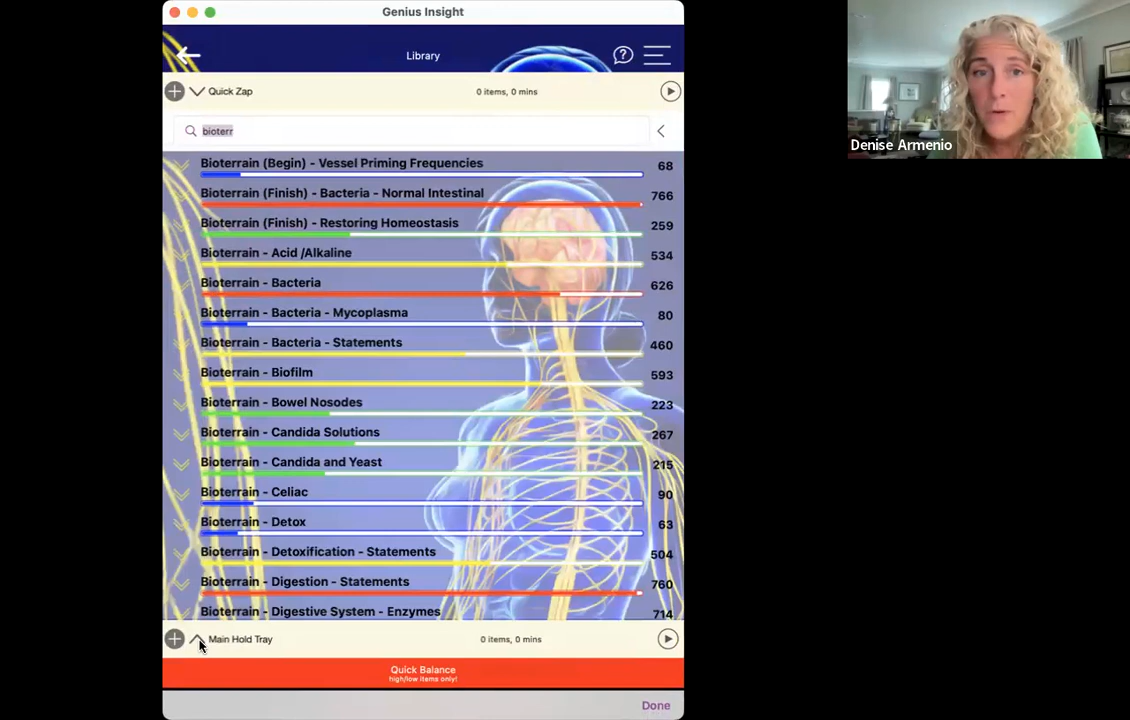 Genius Insight
Library
Quick Zap 0 items, 0 mins
bioterr
Bioterrain (Begin) - Vessel Priming Frequencies 68
Bioterrain (Finish) - Bacteria - Normal Intestinal 766
Bioterrain (Finish) - Restoring Homeostasis 259
Bioterrain - Acid /Alkaline 534
Bioterrain - Bacteria 626
Bioterrain - Bacteria - Mycoplasma 80
Bioterrain - Bacteria - Statements 460
Bioterrain - Biofilm 593
Bioterrain - Bowel Nosodes 223
Bioterrain - Candida Solutions 267
Bioterrain - Candida and Yeast 215
Bioterrain - Celiac 90
Bioterrain - Detox 63
Bioterrain - Detoxification - Statements 504
Bioterrain - Digestion - Statements 760
Bioterrain - Digestive System - Enzymes 714
Main Hold Tray 0 items, 0 mins
Quick Balance
high/low items only!
Done
Denise Armenio